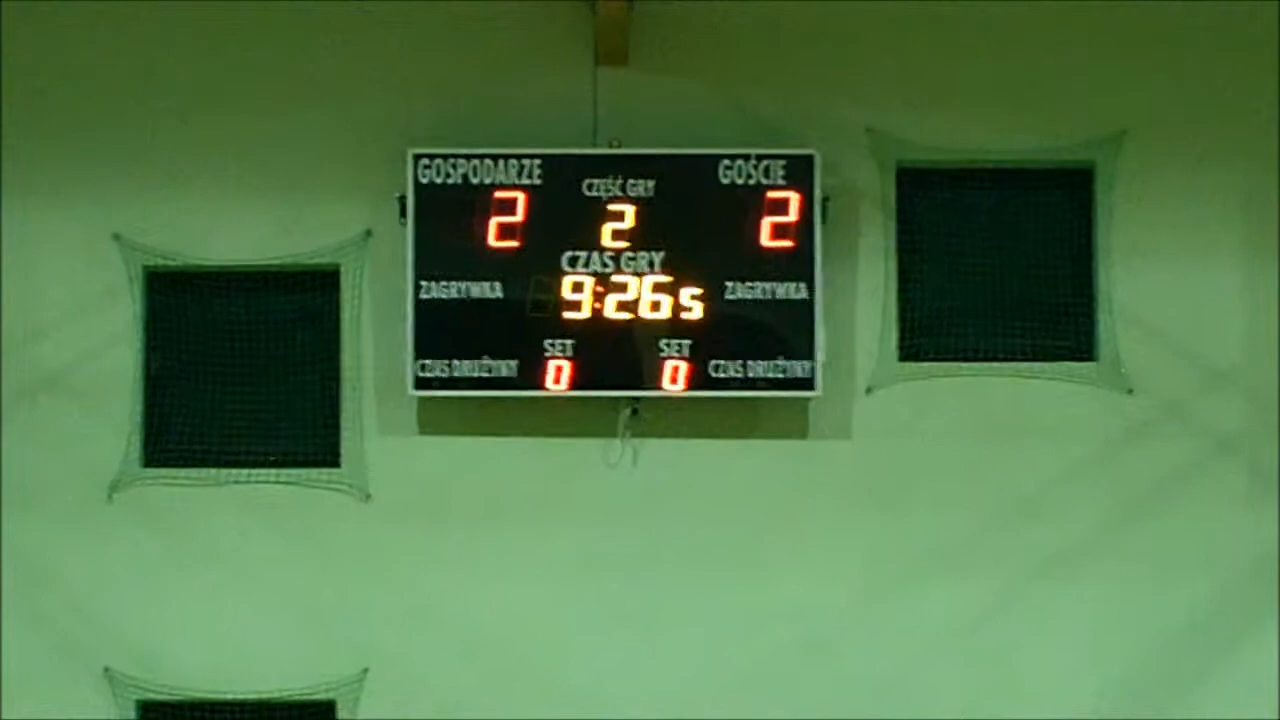 GOSPODARZE
CZĘŚĆ GRY
GOŚCIE
2
2
2
CZAS GRY
ZAGRYWKA
9:26s
ZAGRYWKA
SET
SET
CZAS DRUŻYNY
0
0
CZAS DRUŻYNY